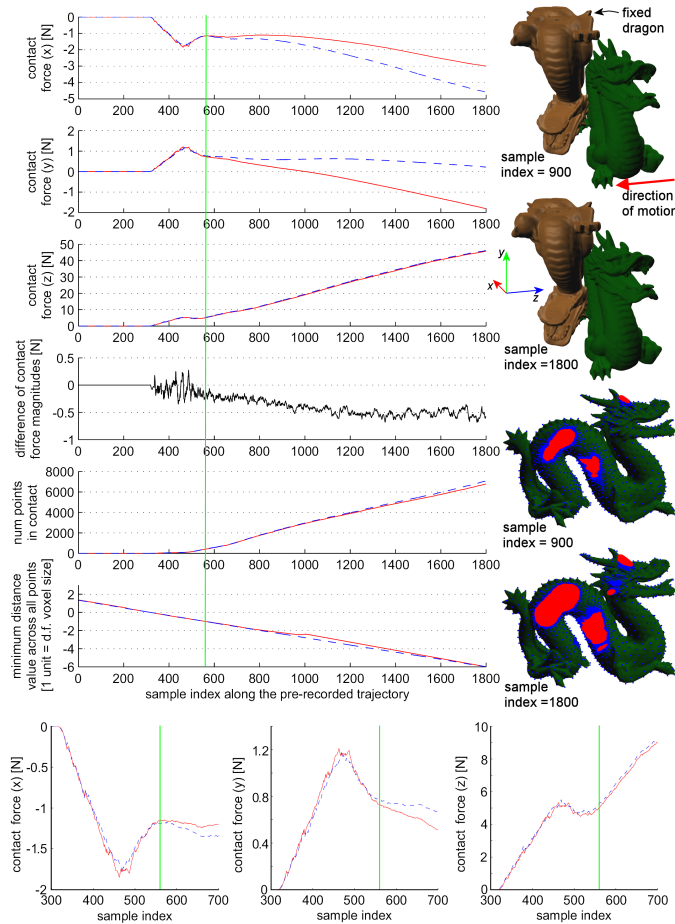 contact
force (x) [N]
0
-1
-2
-3
-4
-5
0 200 400 600 800 1000 1200 1400 1600 1800
contact
force (y) [N]
2
1
0
-1
-2
0 200 400 600 800 1000 1200 1400 1600 1800
contact
force (z) [N]
50
40
30
20
10
0
0 200 400 600 800 1000 1200 1400 1600 1800
difference of contact
force magnitudes [N]
0.5
0
-0.5
-1
0 200 400 600 800 1000 1200 1400 1600 1800
num points
in contact
8000
6000
4000
2000
0
0 200 400 600 800 1000 1200 1400 1600 1800
minimum distance
value across all points
[1 unit = d.f. voxel size]
2
0
-2
-4
-6
0 200 400 600 800 1000 1200 1400 1600 1800
sample index along the pre-recorded trajectory
fixed
dragon
sample
index = 900
direction
of motion
y
x
z
sample
index =1800
sample
index = 900
sample
index =1800
contact force (x) [N]
0
-0.5
-1
-1.5
-2
300 400 500 600 700
sample index
contact force (y) [N]
1.2
0.8
0.4
0
300 400 500 600 700
sample index
contact force (z) [N]
10
8
6
4
2
0
300 400 500 600 700
sample index